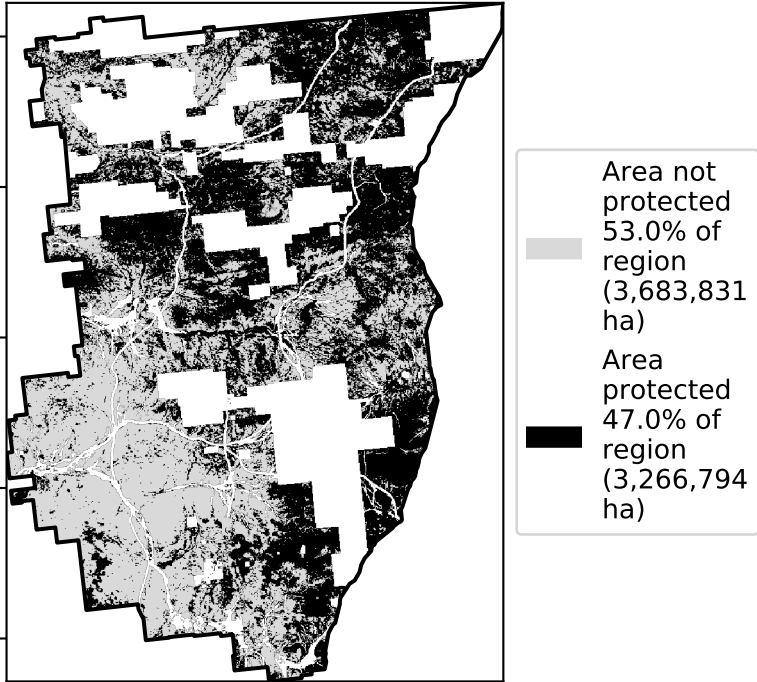 Area not
protected
53.0% of
region
(3,683,831
ha)
Area
protected
47.0% of
region
(3,266,794
ha)